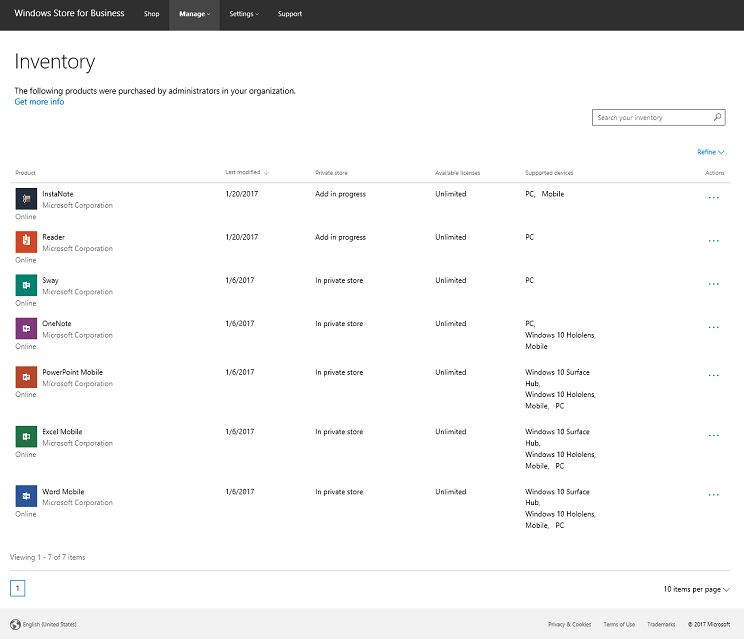 Windows Store for Business Shop Manage Settings Support
Inventory
The following products were purchased by administrators in your organization.
Get more info
Search your inventory
Refine
Product Last modified Private store Available licenses Supported devices Actions
InstaNote 1/20/2017 Add in progress Unlimited PC, Mobile ...
Microsoft Corporation
Online
Reader 1/20/2017 Add in progress Unlimited PC ...
Microsoft Corporation
Online
Sway 1/6/2017 In private store Unlimited PC ...
Microsoft Corporation
Online
OneNote 1/6/2017 In private store Unlimited PC, ...
Microsoft Corporation Windows 10 Hololens,
Online Mobile
PowerPoint Mobile 1/6/2017 In private store Unlimited Windows 10 Surface ...
Microsoft Corporation Hub,
Online Windows 10 Hololens,
Mobile, PC
Excel Mobile 1/6/2017 In private store Unlimited Windows 10 Surface ...
Microsoft Corporation Hub,
Online Windows 10 Hololens,
Mobile, PC
Word Mobile 1/6/2017 In private store Unlimited Windows 10 Surface ...
Microsoft Corporation Hub,
Online Windows 10 Hololens,
Mobile, PC
Viewing 1 - 7 of 7 items
1 10 items per page
English (United States) Privacy & Cookies Terms of Use Trademarks © 2017 Microsoft